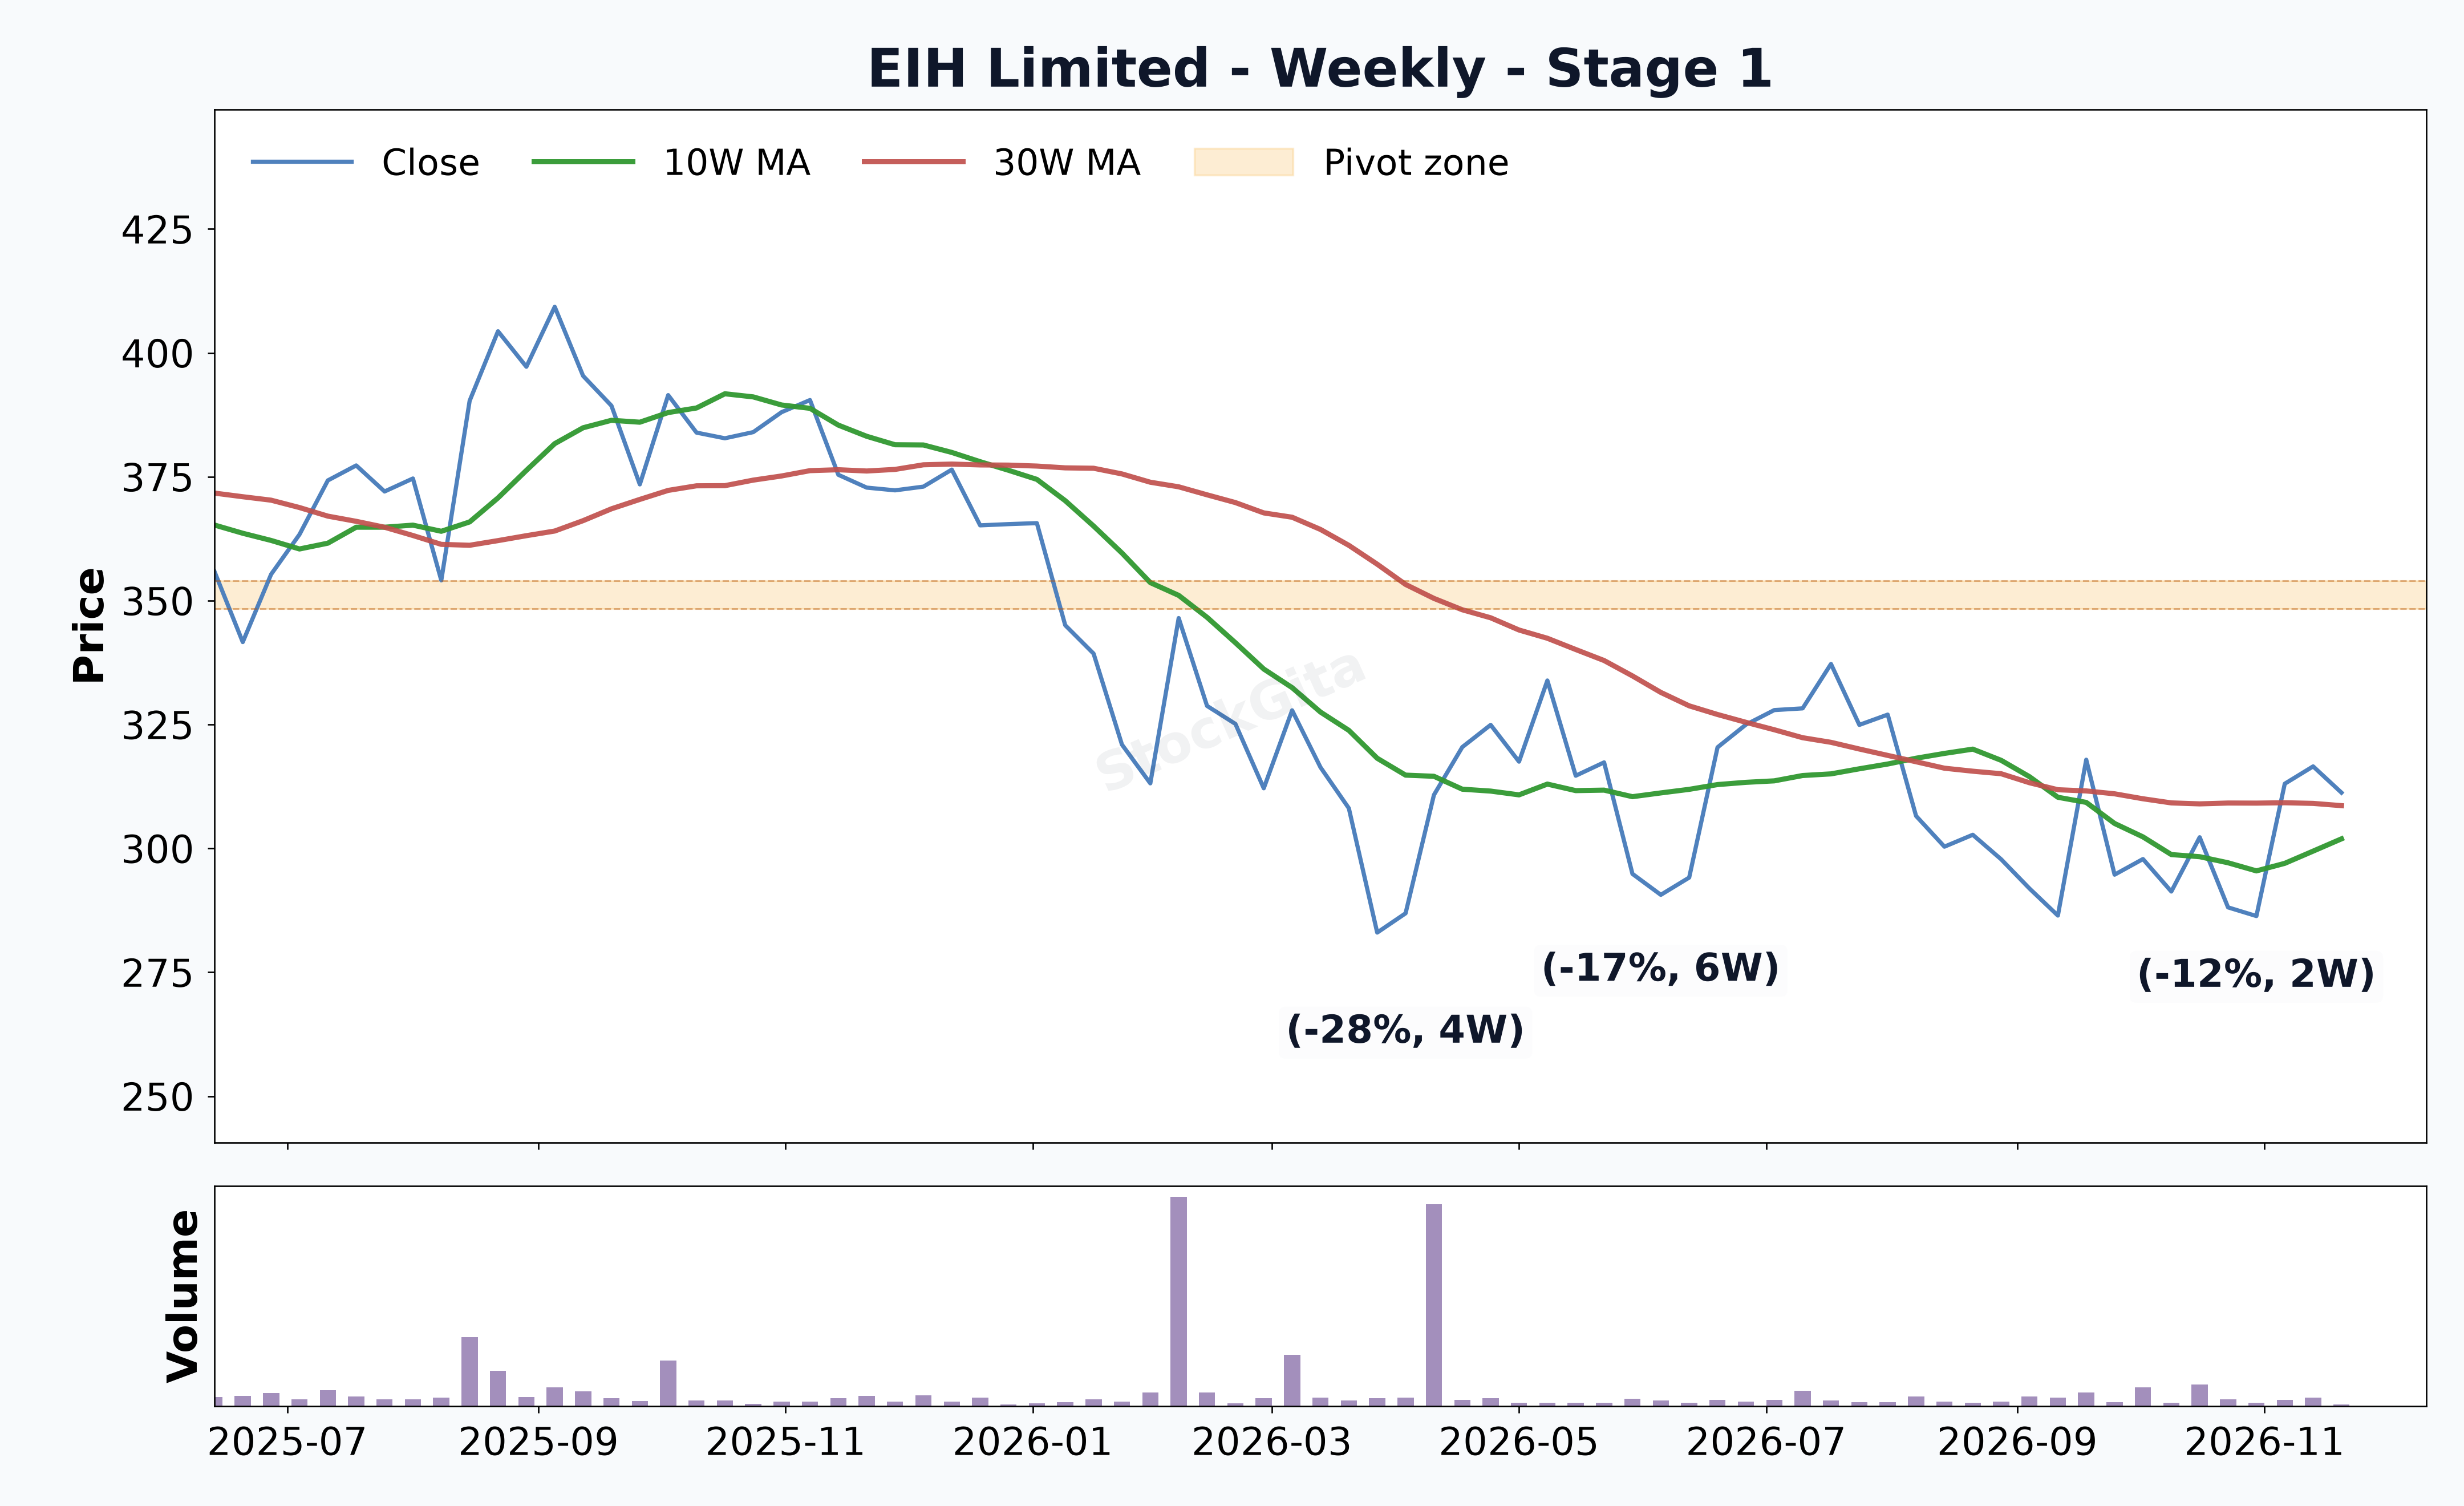 EIH Limited - Weekly - Stage 1
Close 10W MA 30W MA Pivot zone
425
400
375
350
325
300
275
250
Price
StockGita
(-17%, 6W)
(-12%, 2W)
(-28%, 4W)
Volume
2025-07 2025-09 2025-11 2026-01 2026-03 2026-05 2026-07 2026-09 2026-11